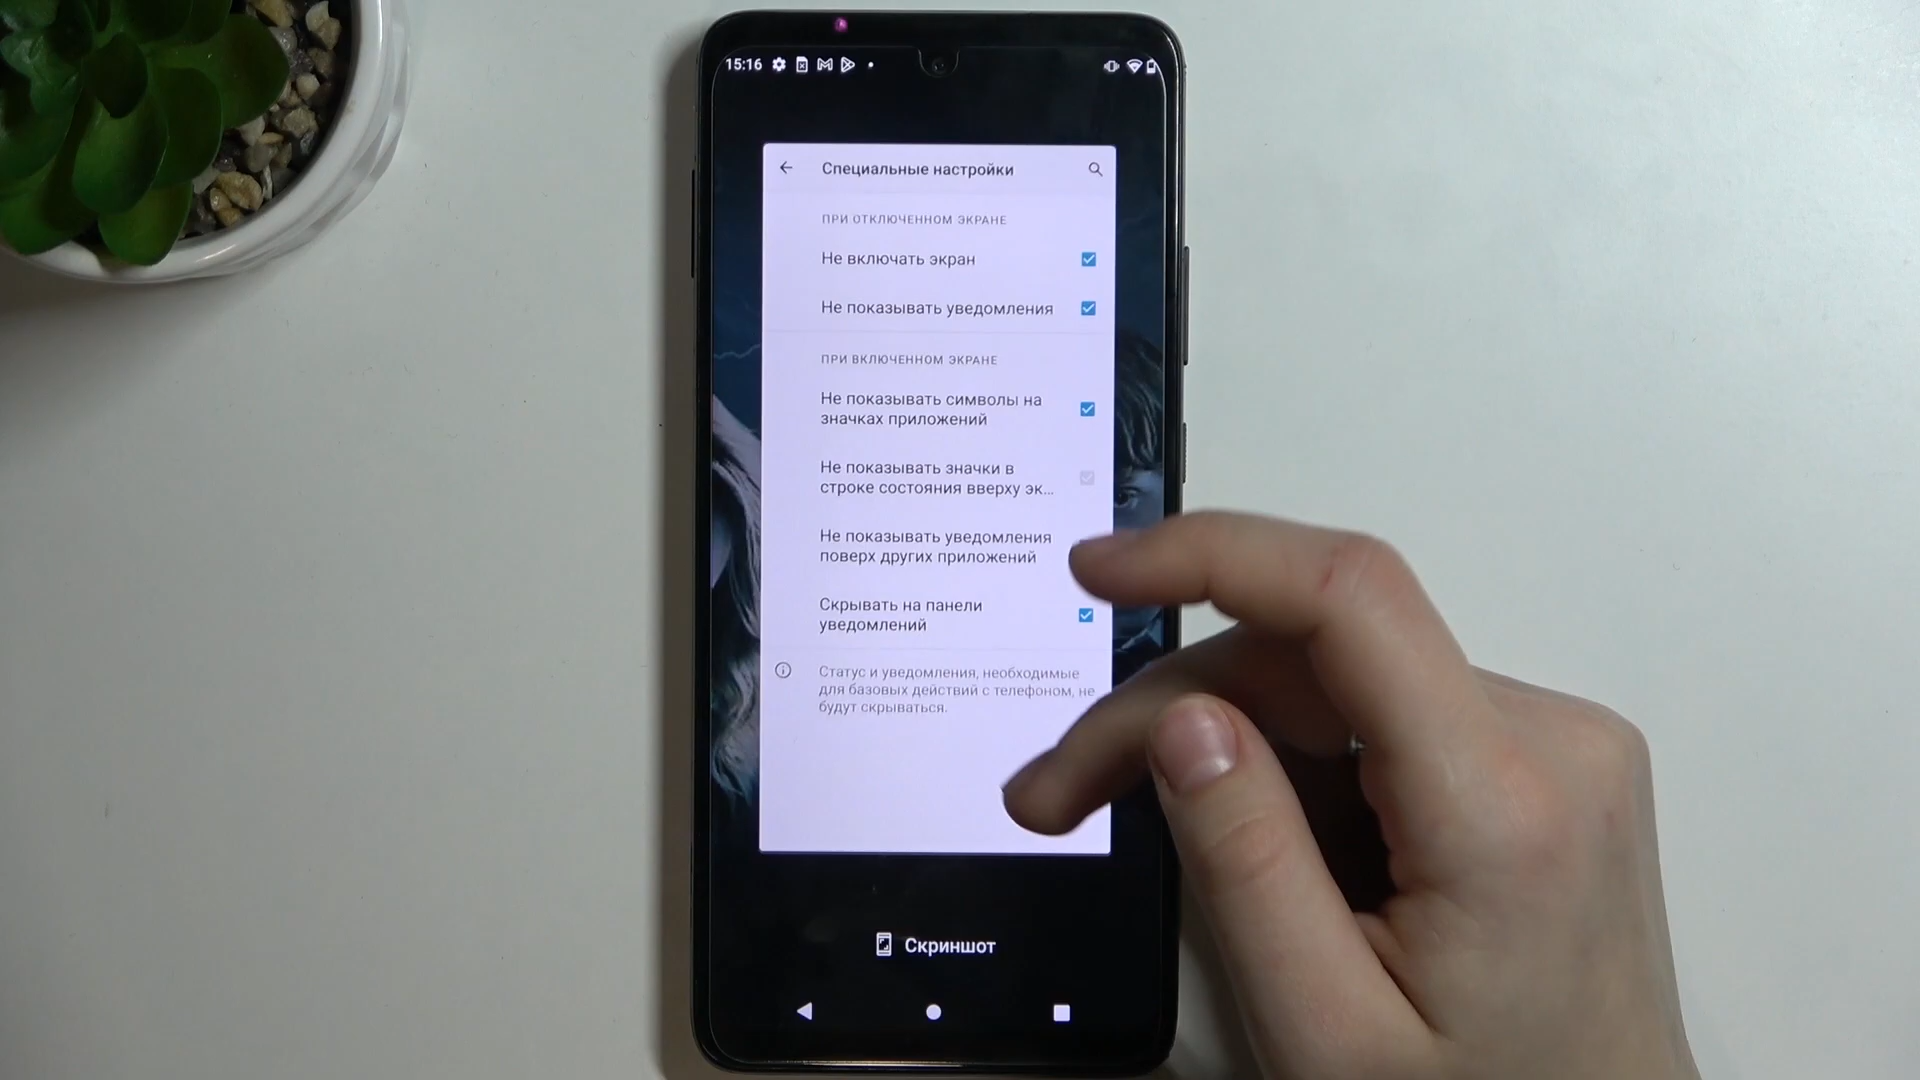 15:16
Специальные настройки
ПРИ ОТКЛЮЧЕННОМ ЭКРАНЕ
Не включать экран
Не показывать уведомления
ПРИ ВКЛЮЧЕННОМ ЭКРАНЕ
Не показывать символы на
значках приложений
Не показывать значки в
строке состояния вверху эк...
Не показывать уведомления
поверх других приложений
Скрывать на панели
уведомлений
Статус и уведомления, необходимые
для базовых действий с телефоном, не
будут скрываться.
Скриншот